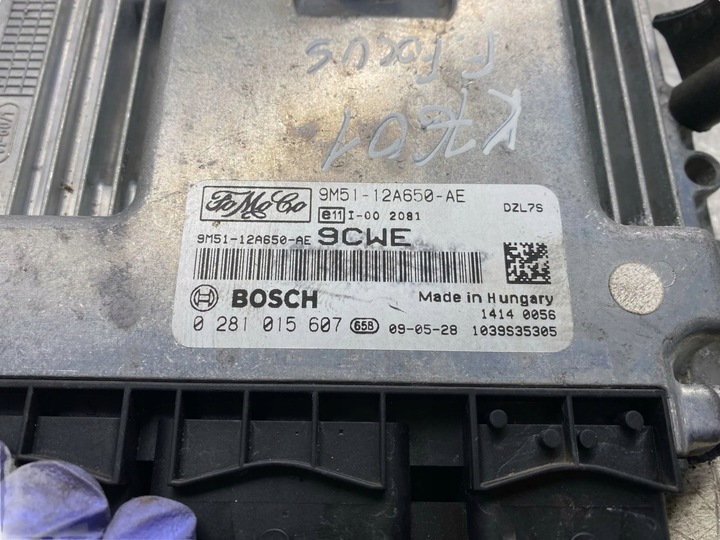 F FOCUS
K7601
FoMoCo
9M51-12A650-AE
DZL7S
e11 I-00 2081
9M51-12A650-AE 9CWE
BOSCH
Made in Hungary
1414 0056
0 281 015 607 658 09-05-28 1039S35305